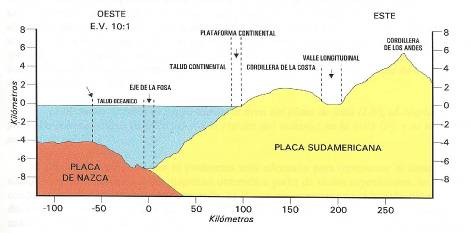 OESTE
E.V. 10:1
ESTE
PLATAFORMA CONTINENTAL
CORDILLERA
DE LOS ANDES
VALLE LONGITUDINAL
TALUD CONTINENTAL
CORDILLERA DE LA COSTA
EJE DE LA FOSA
TALUD OCEANICO
8
6
4
2
0
-2
-4
-6
-8
Kilómetros
PLACA
DE NAZCA
PLACA SUDAMERICANA
8
6
4
2
0
-2
-4
-6
-8
-100
-50
0
50
100
150
200
250
Kilómetros